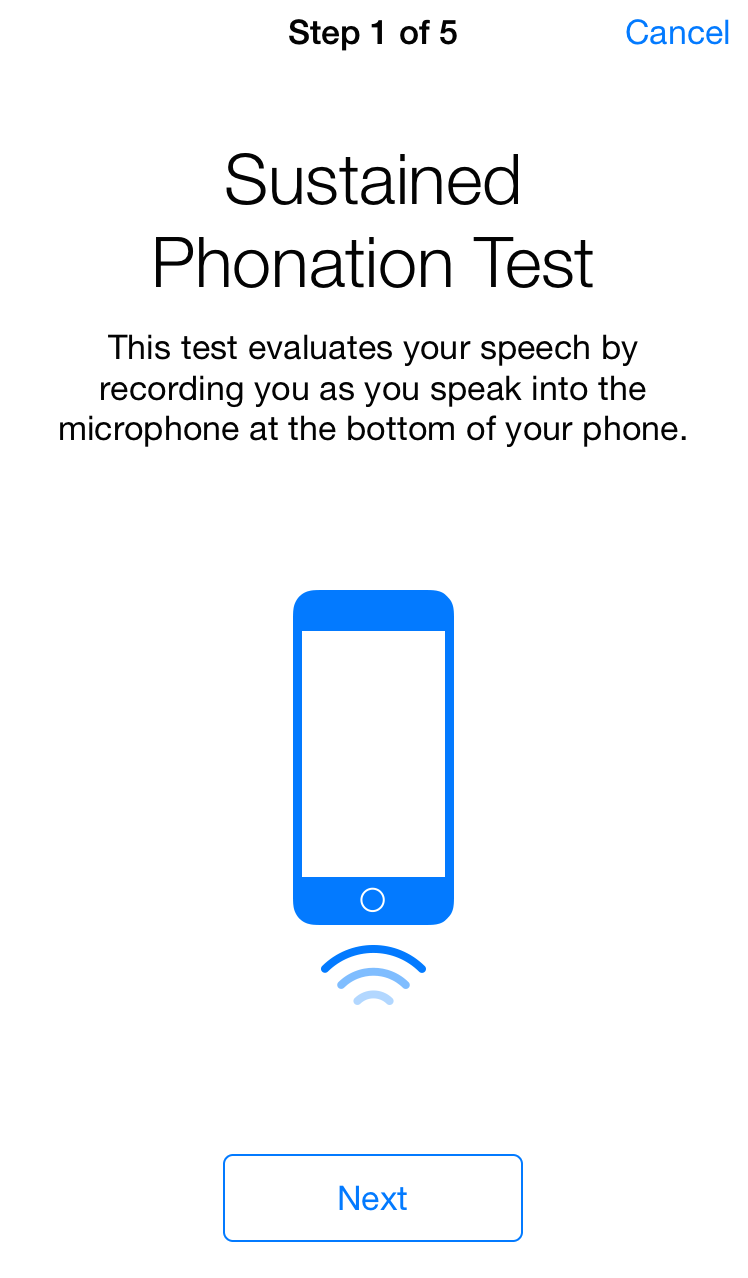 Step 1 of 5
Cancel
Sustained
Phonation Test
This test evaluates your speech by
recording you as you speak into the
microphone at the bottom of your phone.
Next